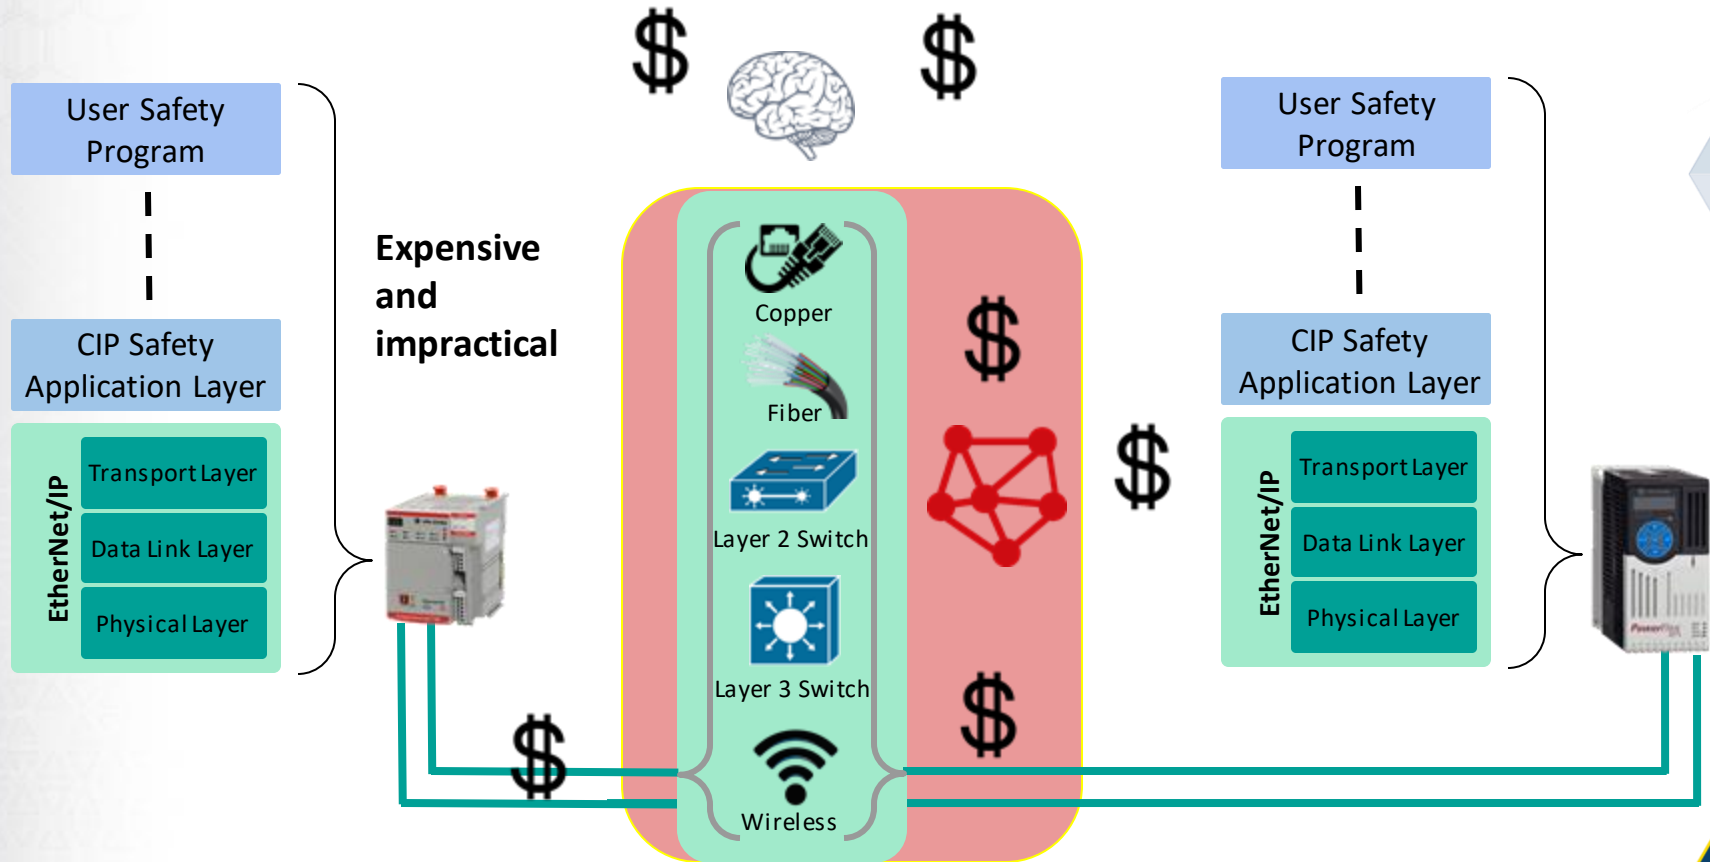 User Safety
Program
CIP Safety
Application Layer
EtherNet/IP
Transport Layer
Data Link Layer
Physical Layer
Expensive
and
impractical
$
$
Copper
Fiber
Layer 2 Switch
Layer 3 Switch
Wireless
$
$
$
$
User Safety
Program
CIP Safety
Application Layer
EtherNet/IP
Transport Layer
Data Link Layer
Physical Layer
PowerFlex